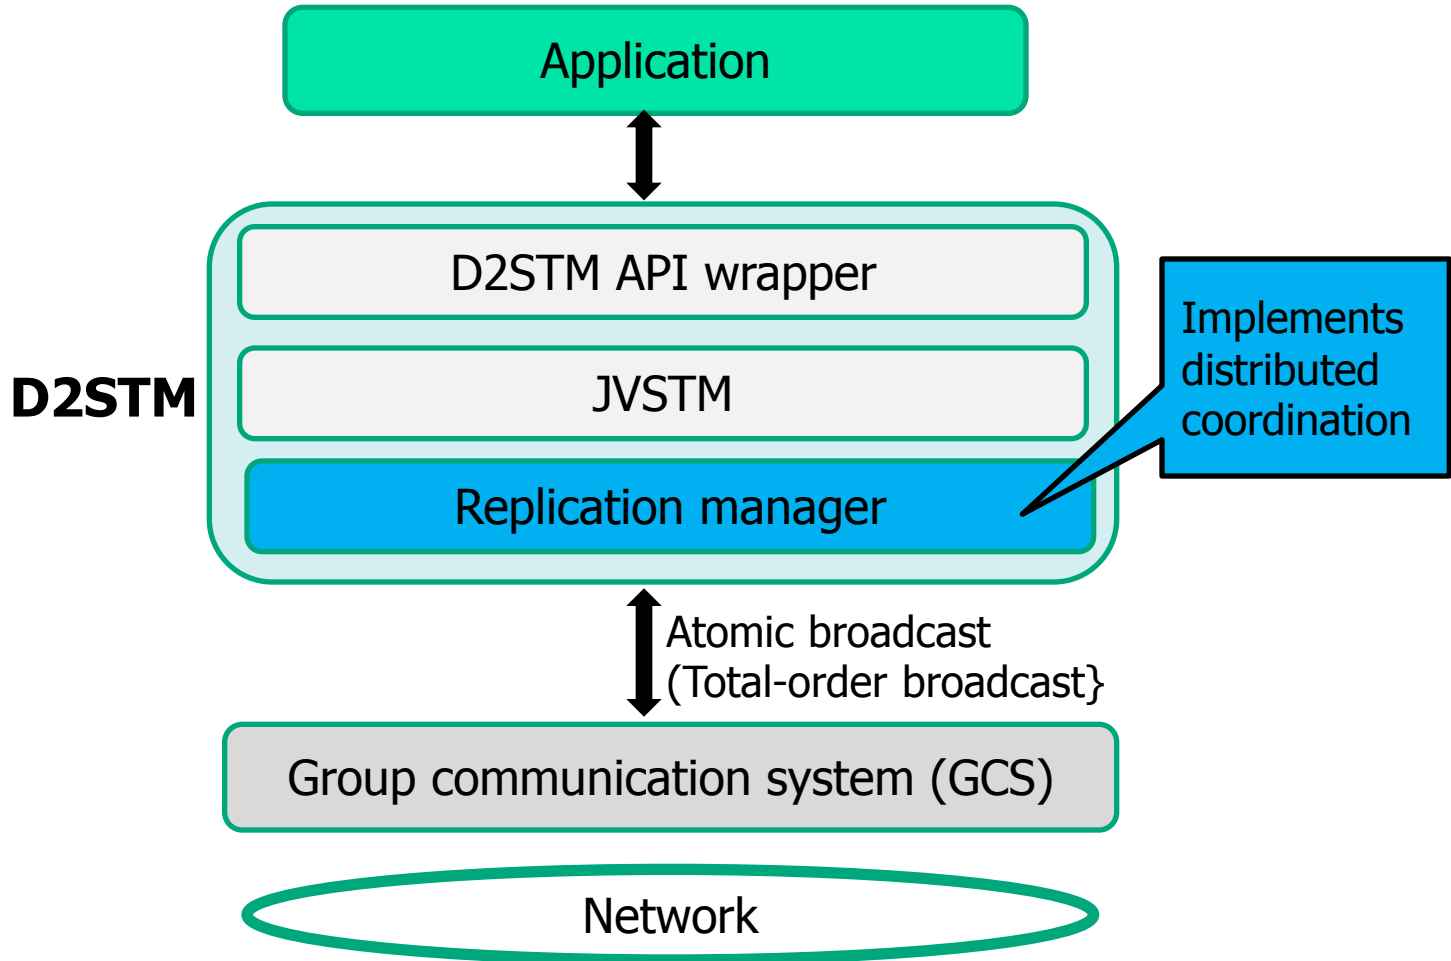 Application
D2STM API wrapper
JVSTM
D2STM
Replication manager
Implements
distributed
coordination
Atomic broadcast
(Total-order broadcast}
Group communication system (GCS)
Network